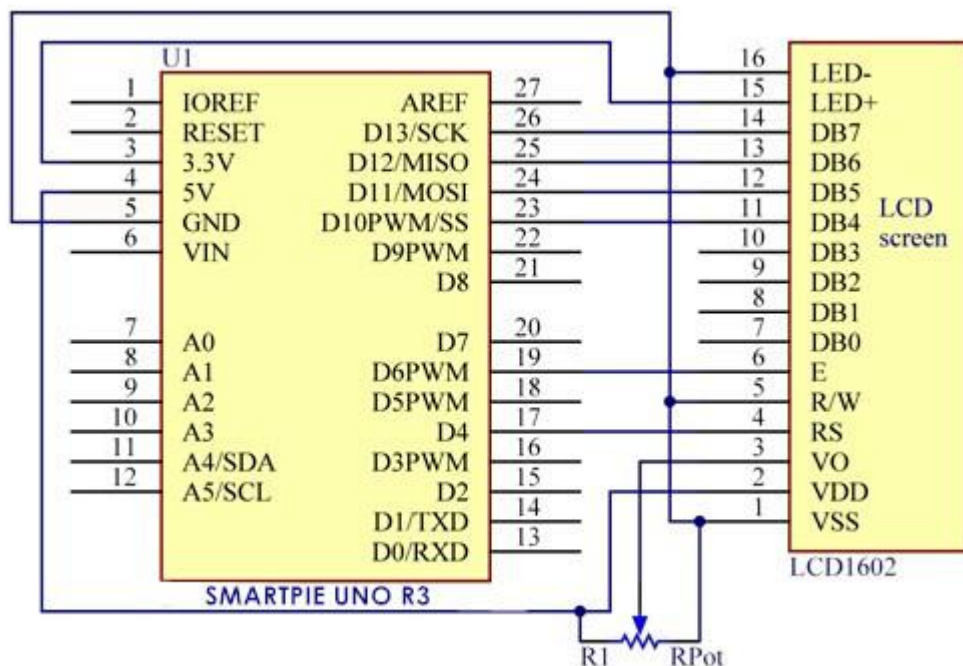 U1
1 IOREF
2 RESET
3 3.3V
4 5V
5 GND
6 VIN
7 A0
8 A1
9 A2
10 A3
11 A4/SDA
12 A5/SCL
AREF 27
D13/SCK 26
D12/MISO 25
D11/MOSI 24
D10PWM/SS 23
D9PWM 22
D8 21
D7 20
D6PWM 19
D5PWM 18
D4 17
D3PWM 16
D2 15
D1/TXD 14
D0/RXD 13
SMARTPIE UNO R3
16 LED-
15 LED+
14 DB7
13 DB6
12 DB5
11 DB4
10 DB3
9 DB2
8 DB1
7 DB0
6 E
5 R/W
4 RS
3 VO
2 VDD
1 VSS
LCD
screen
LCD1602
R1 RPot